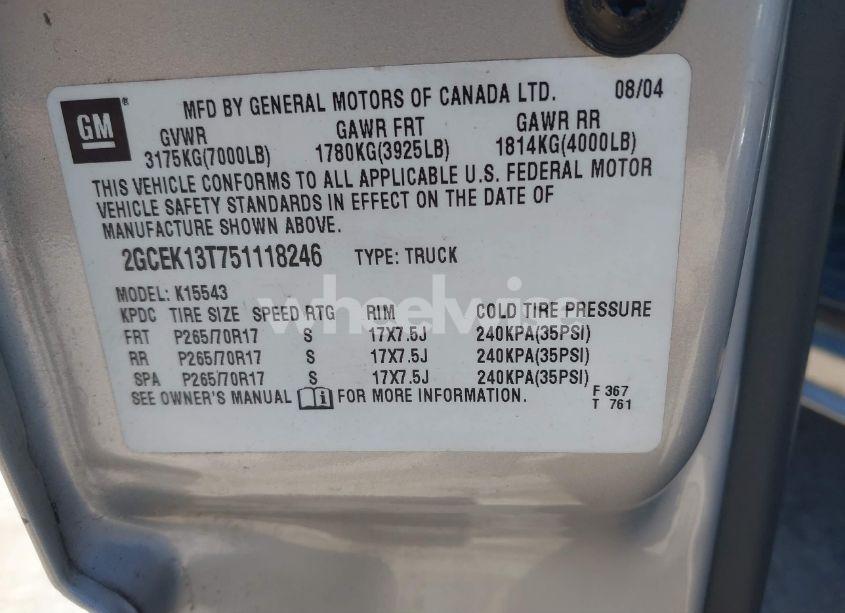 GM ®
MFD BY GENERAL MOTORS OF CANADA LTD. 08/04
GVWR GAWR FRT GAWR RR
3175KG(7000LB) 1780KG(3925LB) 1814KG(4000LB)
THIS VEHICLE CONFORMS TO ALL APPLICABLE U.S. FEDERAL MOTOR
VEHICLE SAFETY STANDARDS IN EFFECT ON THE DATE OF
MANUFACTURE SHOWN ABOVE.
2GCEK13T751118246 TYPE: TRUCK
MODEL: K15543
wheelwise
KPDC TIRE SIZE SPEED RTG RIM COLD TIRE PRESSURE
FRT P265/70R17 S 17X7.5J 240KPA(35PSI)
RR P265/70R17 S 17X7.5J 240KPA(35PSI)
SPA P265/70R17 S 17X7.5J 240KPA(35PSI)
SEE OWNER'S MANUAL i FOR MORE INFORMATION.
F 367
T 761